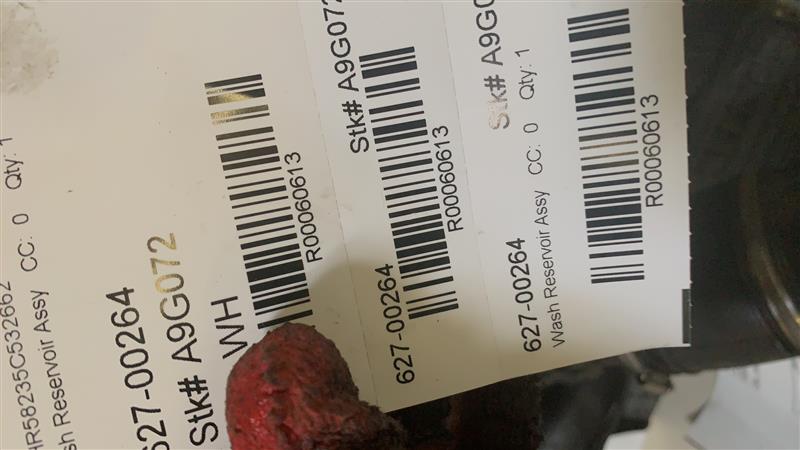 HR58235C532662
sh Reservoir Assy CC: 0 Qty: 1
627-00264
Stk# A9G072
WH
R00060613
Stk# A9G072
R00060613
627-00264
Stk# A9G0
627-00264
Wash Reservoir Assy CC: 0 Qty: 1
R00060613